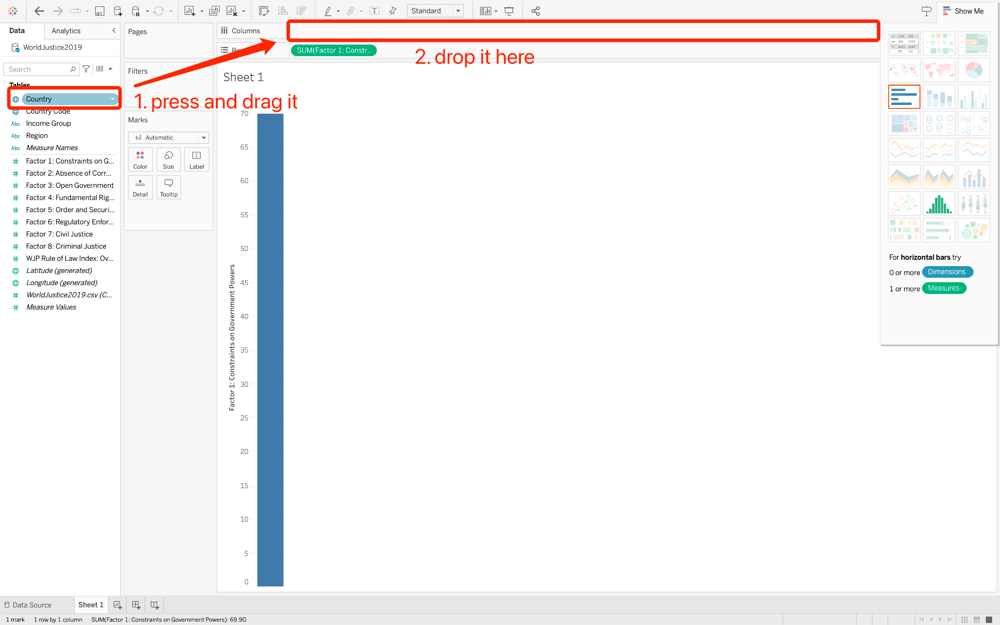 Standard
Show Me
Data
Analytics
Pages
Columns
WorldJustice2019
SUM(Factor 1: Constr..
2. drop it here
Search
Filters
Sheet 1
Tables
Country
1. press and drag it
Country Code
Abc Income Group
Abc Region
Abc Measure Names
Factor 1: Constraints on G...
Factor 2: Absence of Corr...
Factor 3: Open Government
Factor 4: Fundamental Rig...
Factor 5: Order and Securi...
Factor 6: Regulatory Enfor...
Factor 7: Civil Justice
Factor 8: Criminal Justice
WJP Rule of Law Index: Ov...
Latitude (generated)
Longitude (generated)
WorldJustice2019.csv (C...
Measure Values
Marks
Automatic
Color
Size
Label
Detail
Tooltip
70
65
60
55
50
45
40
35
30
25
20
15
10
5
0
Factor 1: Constraints on Government Powers
For horizontal bars try
0 or more Dimensions
1 or more Measures
Data Source
Sheet 1
1 mark
1 row by 1 column
SUM(Factor 1: Constraints on Government Powers): 69.90